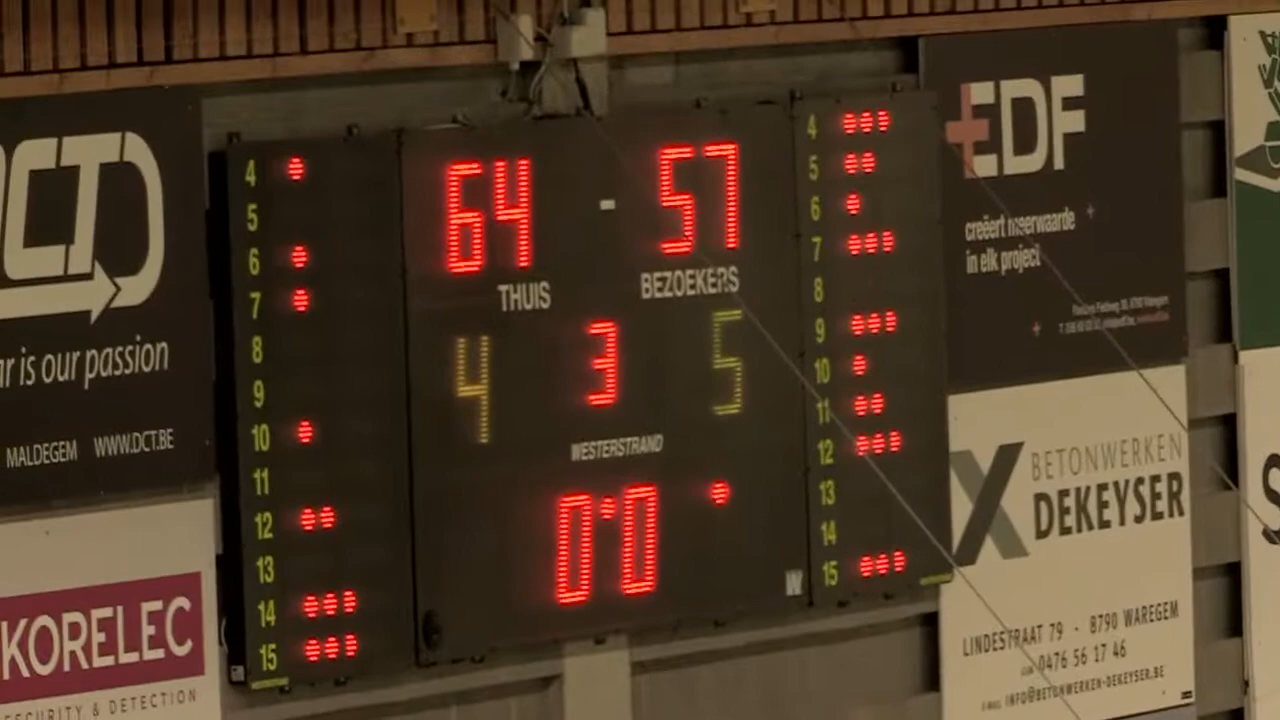 DCT
r is our passion
MALDEGEM WWW.DCT.BE
KORELEC
SECURITY & DETECTION
4
5
6
7
8
9
10
11
12
13
14
15
64 - 57
THUIS BEZOEKERS
4 3 5
WESTERSTRAND
0·0
W
4
5
6
7
8
9
10
11
12
13
14
15
EDF
creëert meerwaarde
in elk project
BETONWERKEN
DEKEYSER
LINDESTRAAT 79 - 8790 WAREGEM
0476 56 17 46
E-MAIL INFO@BETONWERKEN-DEKEYSER.BE